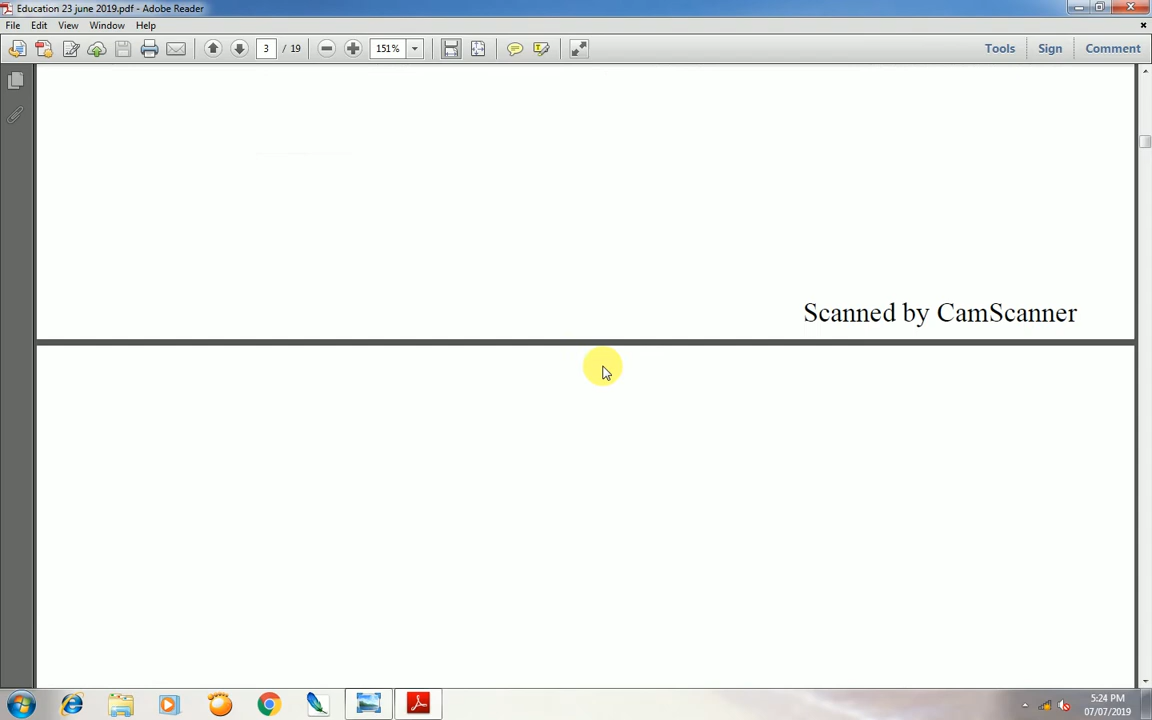 Education 23 june 2019.pdf - Adobe Reader
File Edit View Window Help
3 / 19 151% Tools Sign Comment
Scanned by CamScanner
5:24 PM
07/07/2019